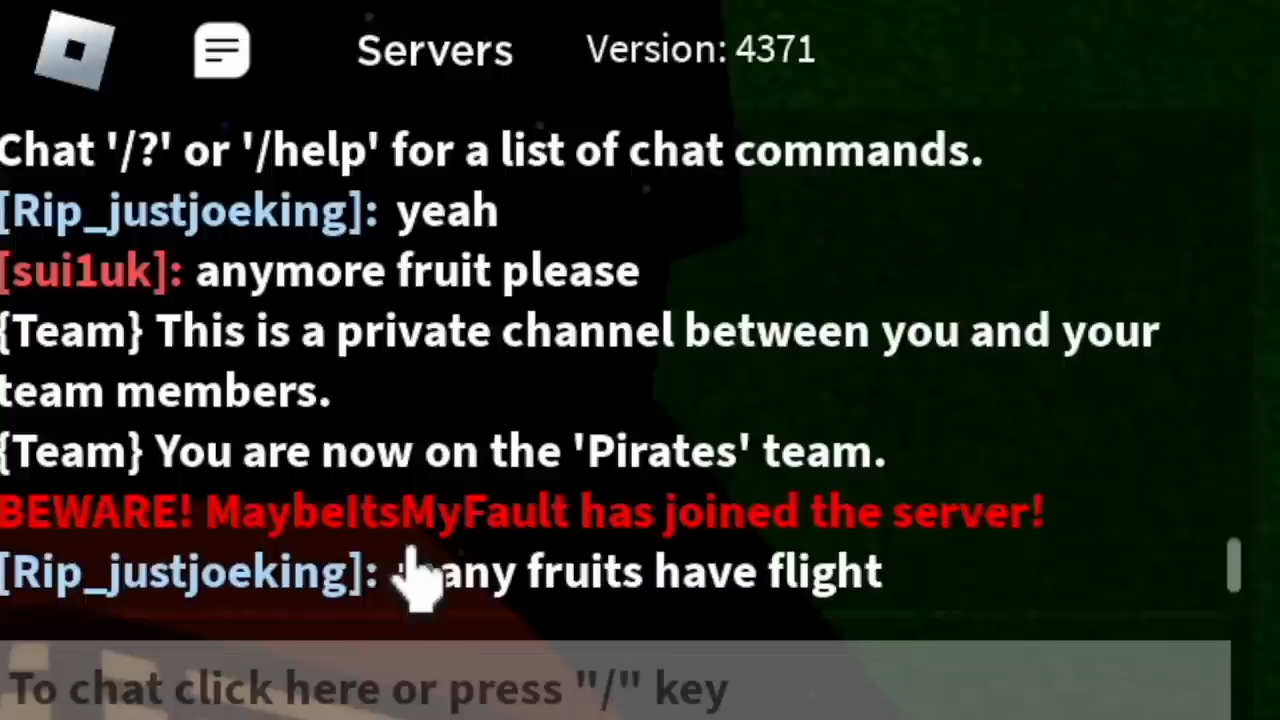 Servers Version: 4371
Chat '/?' or '/help' for a list of chat commands.
[Rip_justjoeking]: yeah
[sui1uk]: anymore fruit please
{Team} This is a private channel between you and your
team members.
{Team} You are now on the 'Pirates' team.
BEWARE! MaybeItsMyFault has joined the server!
[Rip_justjoeking]: fruits have flight
To chat click here or press "/" key